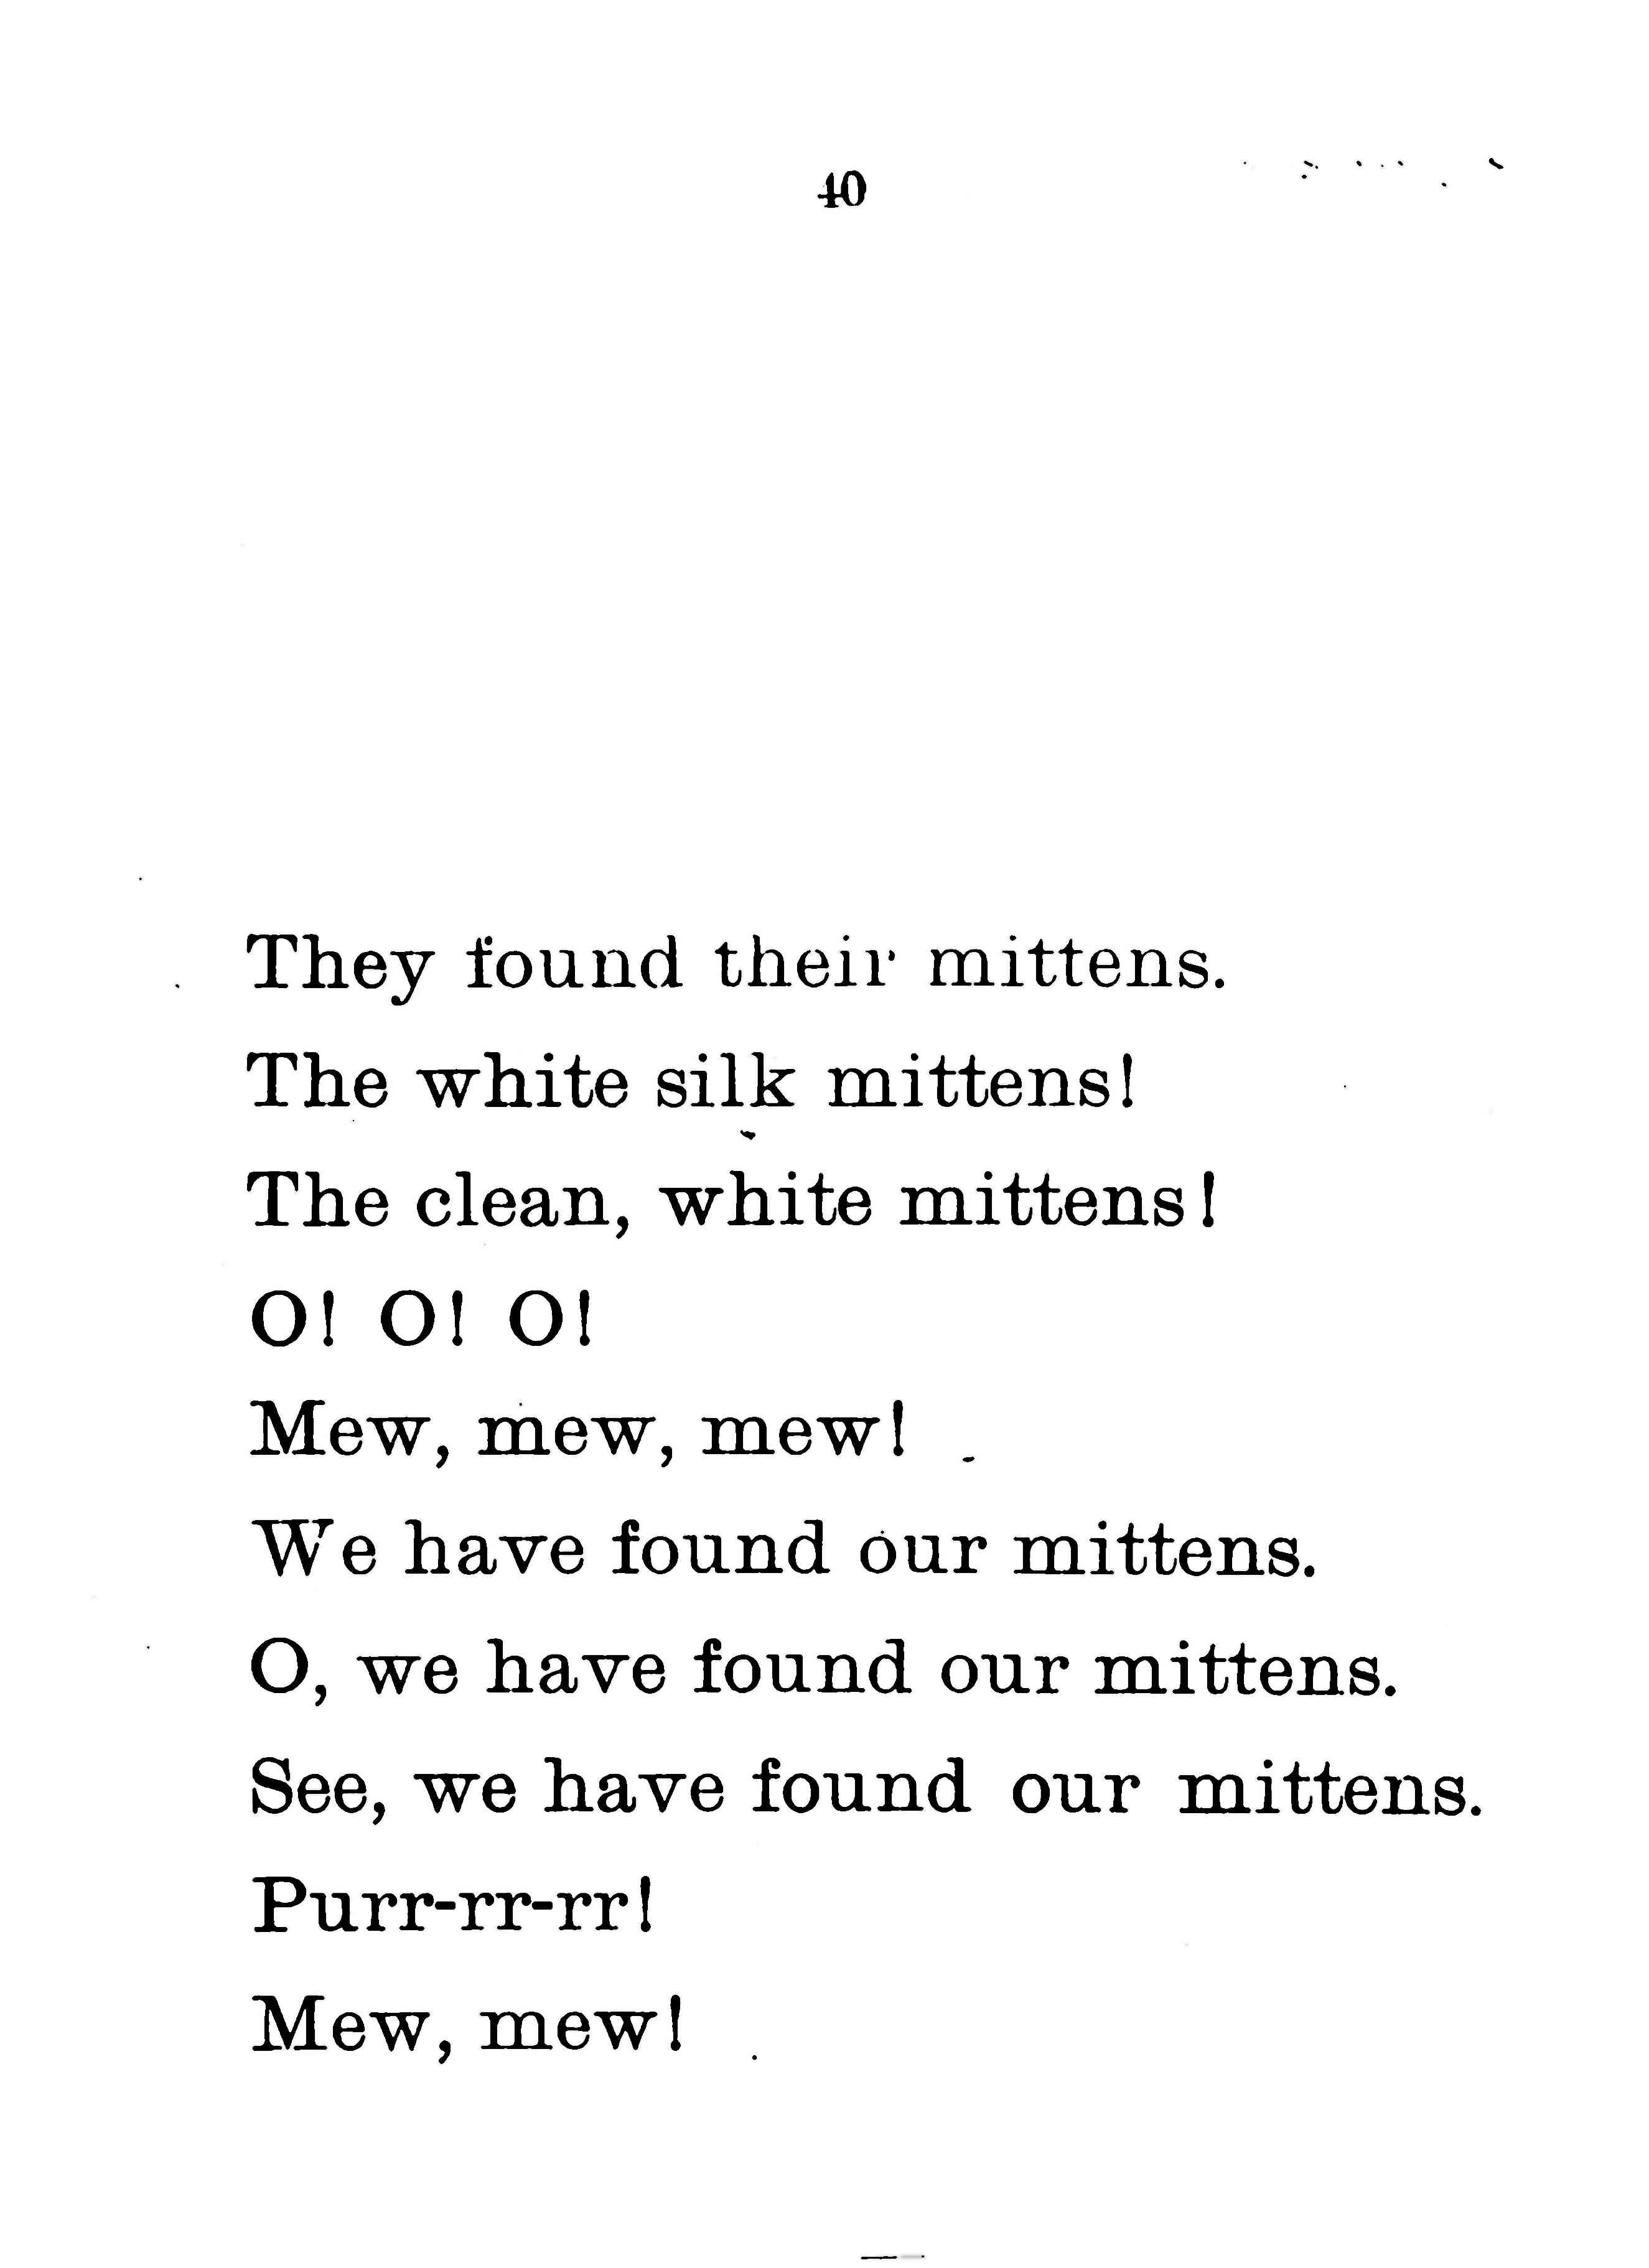 40
They found their mittens.
The white silk mittens!
The clean, white mittens!
O! O! O!
Mew, mew, mew!
We have found our mittens.
O, we have found our mittens.
See, we have found our mittens.
Purr-rr-rr!
Mew, mew!